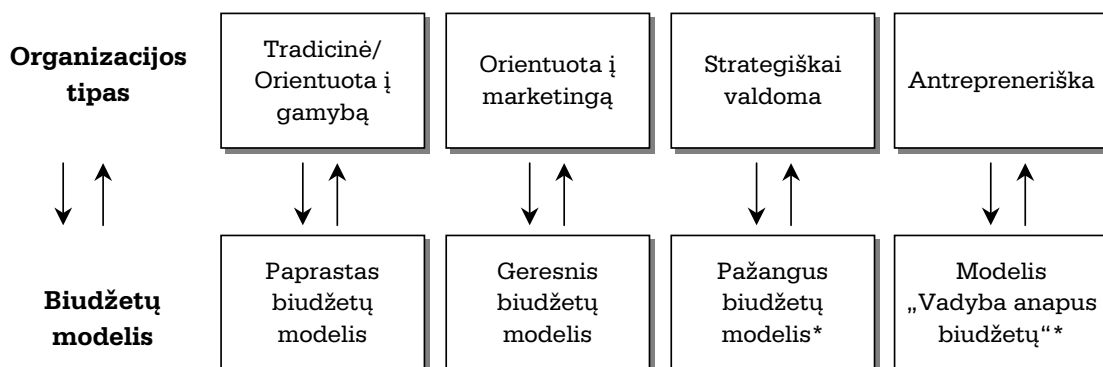 Organizacijos
tipas
Tradicinė/
Orientuota į
gamybą
Orientuota į
marketingą
Strategiškai
valdoma
Antrepreneriška
Biudžetų
modelis
Paprastas
biudžetų
modelis
Geresnis
biudžetų
modelis
Pažangus
biudžetų
modelis*
Modelis
„Vadyba anapus
biudžetų“*